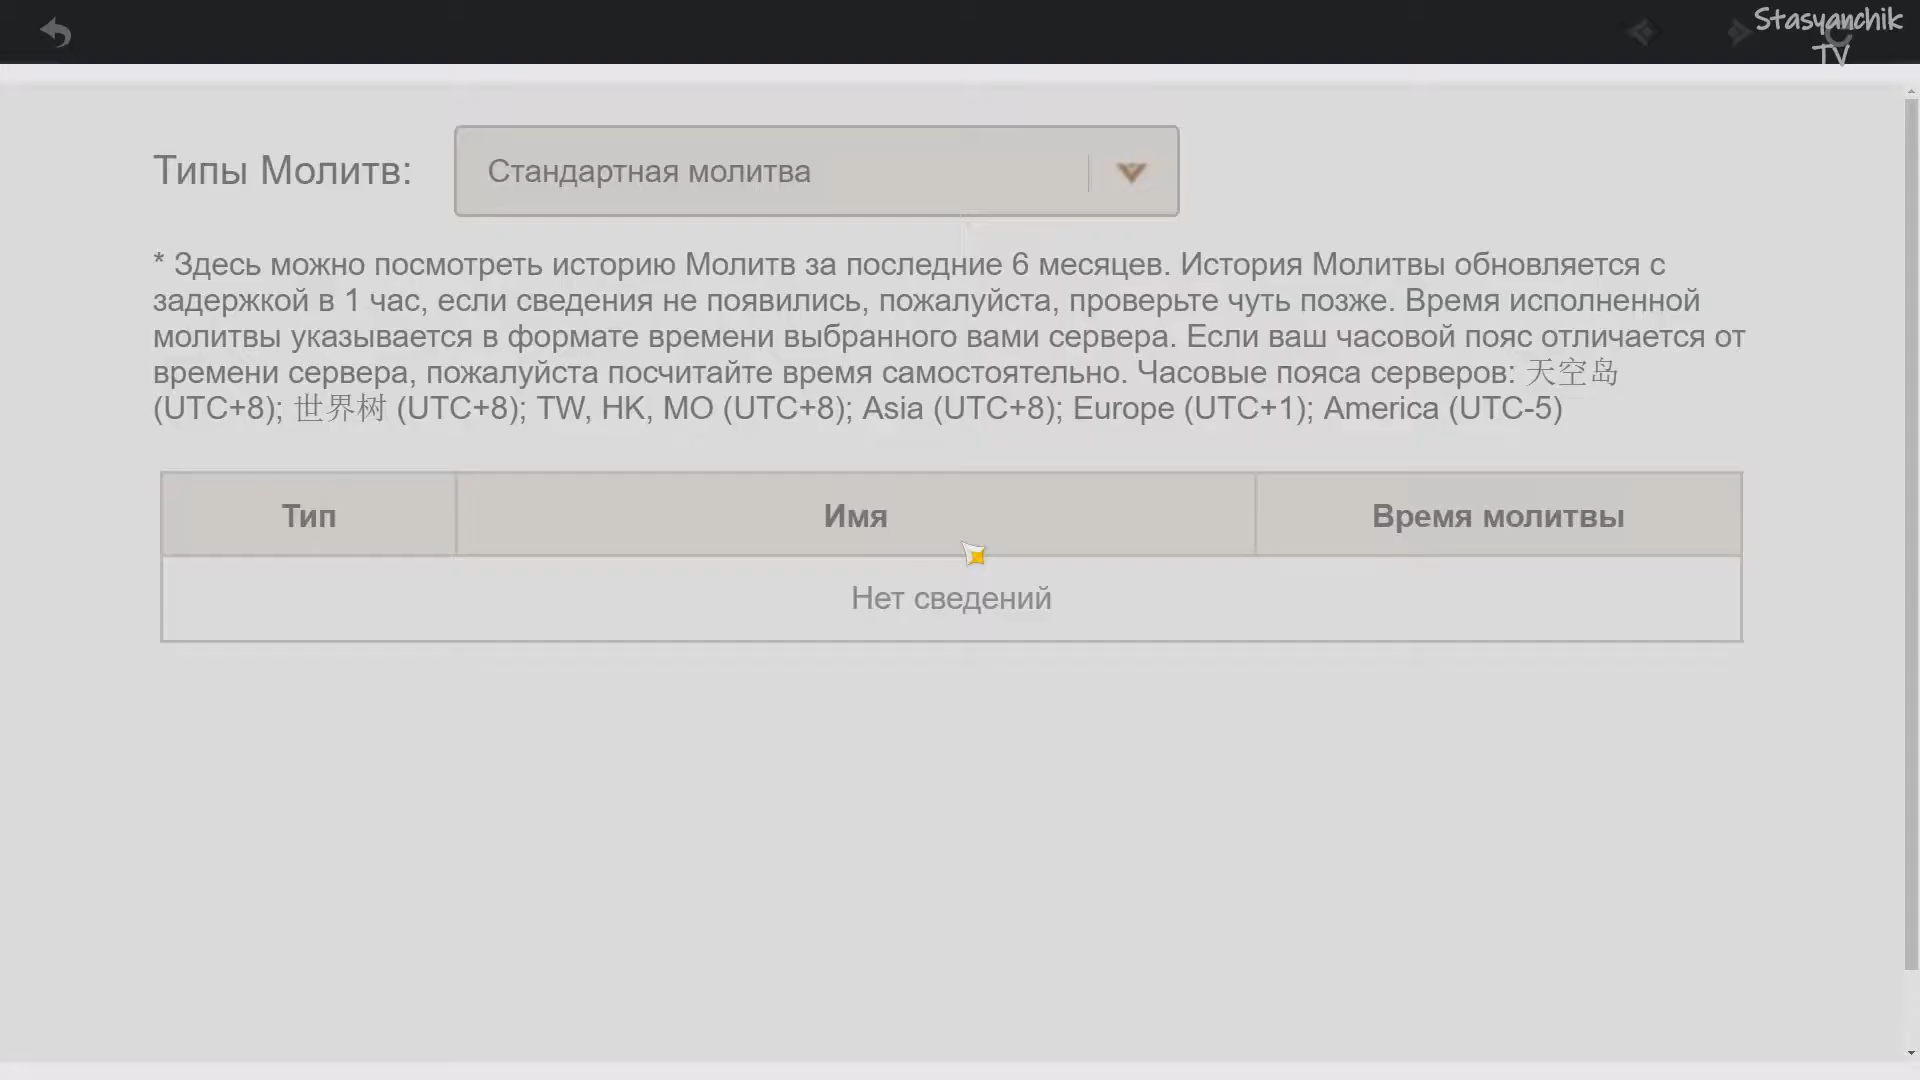 Stasyanchik
TV
Типы Молитв:
Стандартная молитва
* Здесь можно посмотреть историю Молитв за последние 6 месяцев. История Молитвы обновляется с
задержкой в 1 час, если сведения не появились, пожалуйста, проверьте чуть позже. Время исполненной
молитвы указывается в формате времени выбранного вами сервера. Если ваш часовой пояс отличается от
времени сервера, пожалуйста посчитайте время самостоятельно. Часовые пояса серверов: 天空岛
(UTC+8); 世界树 (UTC+8); TW, HK, MO (UTC+8); Asia (UTC+8); Europe (UTC+1); America (UTC-5)
Тип Имя Время молитвы
Нет сведений